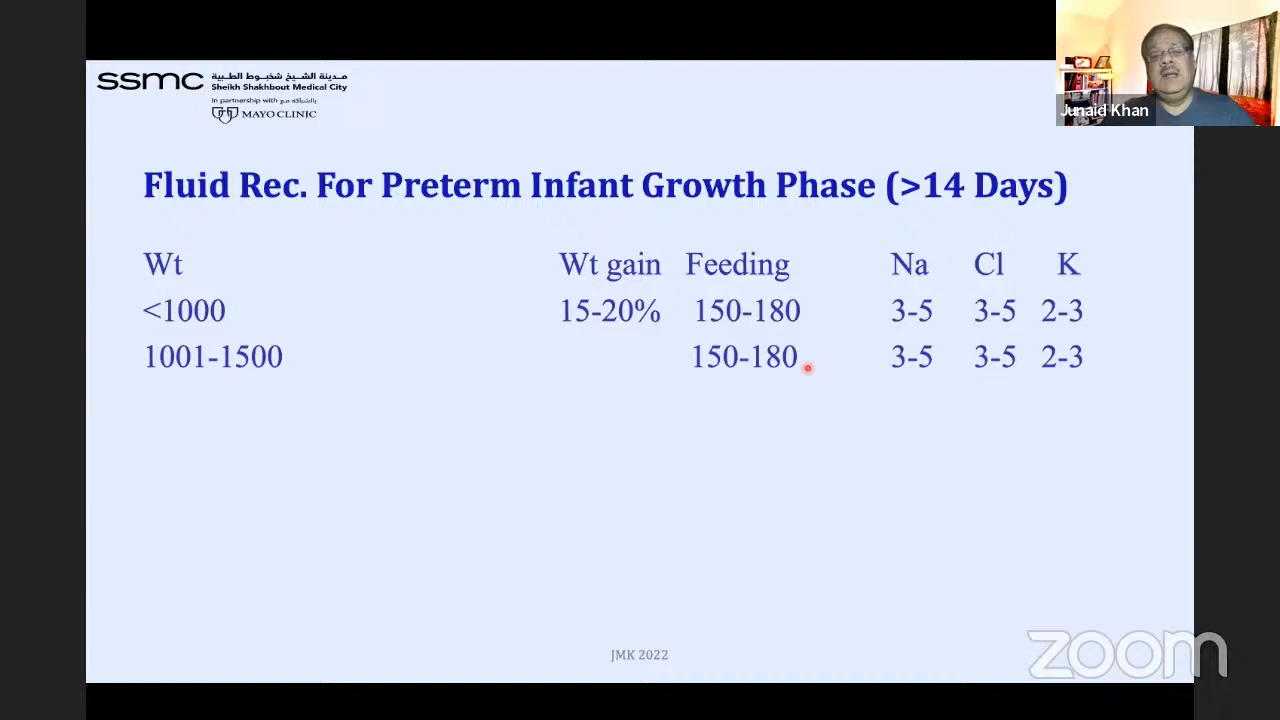 ssmc
مدينة الشيخ شخبوط الطبية
Sheikh Shakhbout Medical City
In partnership with بالشراكة مع
MAYO CLINIC
Junaid Khan
Fluid Rec. For Preterm Infant Growth Phase (>14 Days)
Wt Wt gain Feeding Na Cl K
<1000 15-20% 150-180 3-5 3-5 2-3
1001-1500 150-180 3-5 3-5 2-3
JMK 2022
zoom